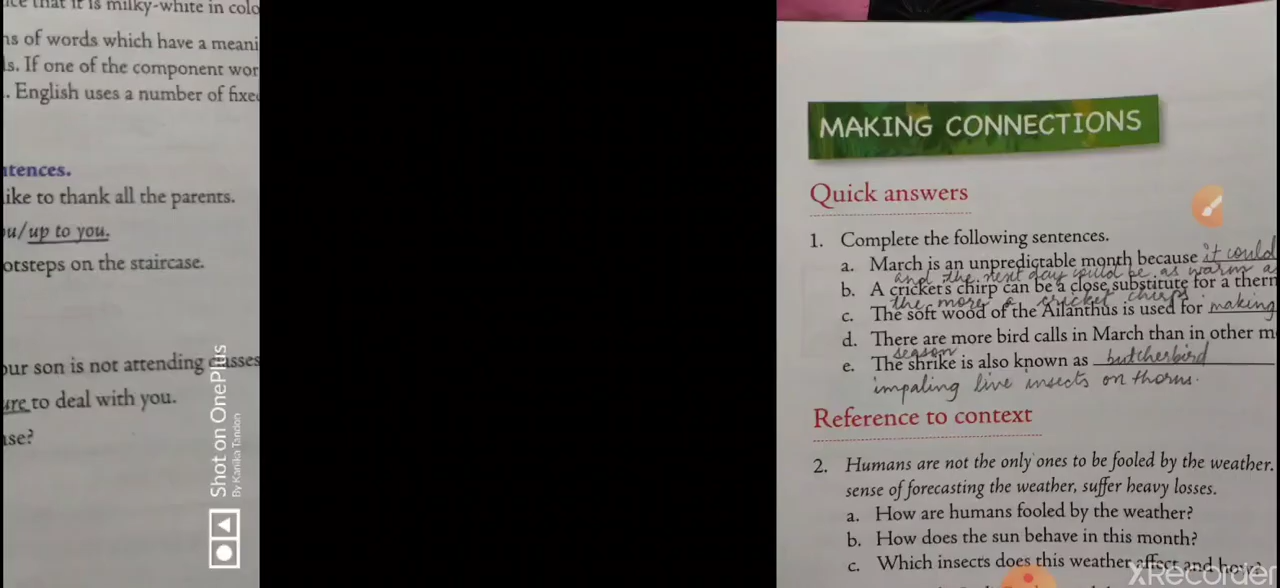 ce that it is milky-white in colo
ns of words which have a meani
ls. If one of the component wor
. English uses a number of fixe
ntences.
ike to thank all the parents.
ou/up to you.
ootsteps on the staircase.
our son is not attending classes
ure to deal with you.
ase?
Shot on OnePlus
By Kanika Tandon
MAKING CONNECTIONS
Quick answers
1. Complete the following sentences.
a. March is an unpredictable month because it could
and the next day could be as warm a
b. A cricket's chirp can be a close substitute for a therm
the more a cricket chirps
c. The soft wood of the Ailanthus is used for making
d. There are more bird calls in March than in other m
season.
e. The shrike is also known as butcherbird
impaling live insects on thorns.
Reference to context
2. Humans are not the only ones to be fooled by the weather.
sense of forecasting the weather, suffer heavy losses.
a. How are humans fooled by the weather?
b. How does the sun behave in this month?
c. Which insects does this weather affect and how?
XRecorder